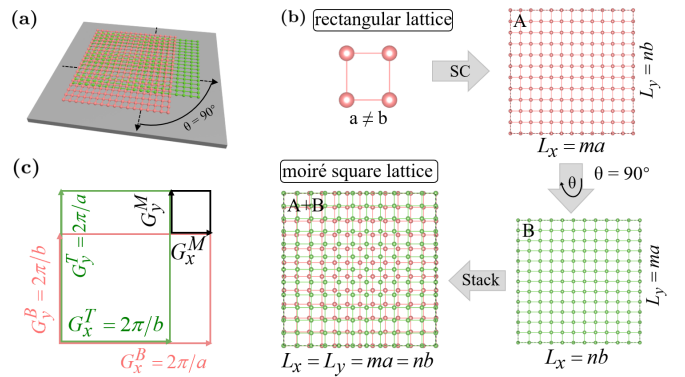 (a)
θ = 90°
(b)
rectangular lattice
a ≠ b
SC
A
L_y = nb
L_x = ma
θ
θ = 90°
B
L_y = ma
L_x = nb
Stack
moiré square lattice
A+B
L_x = L_y = ma = nb
(c)
G_y^T = 2π/a
G_y^M
G_x^M
G_y^B = 2π/b
G_x^T = 2π/b
G_x^B = 2π/a